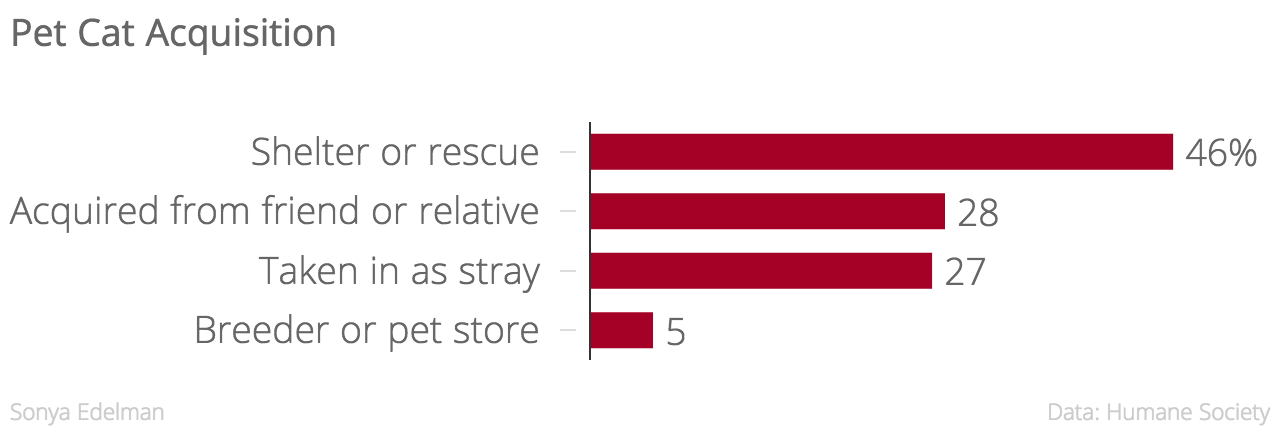 Pet Cat Acquisition
Shelter or rescue 46%
Acquired from friend or relative 28
Taken in as stray 27
Breeder or pet store 5
Sonya Edelman Data: Humane Society